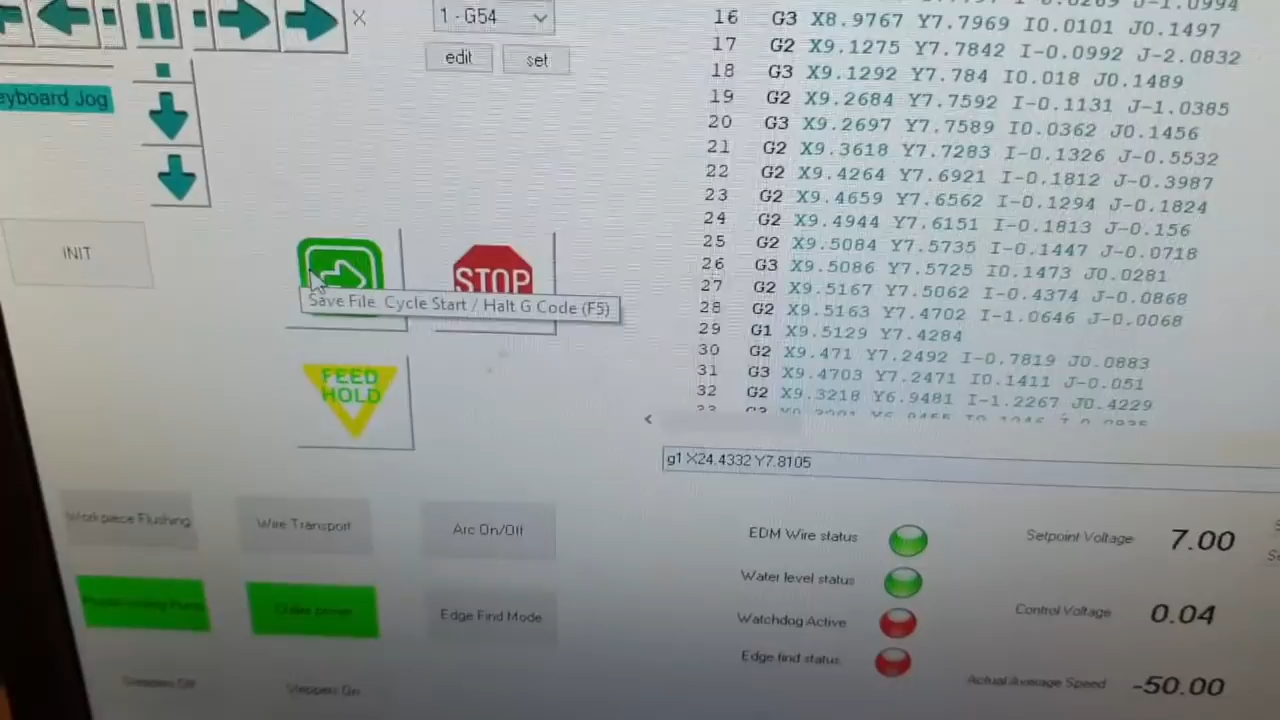 1 - G54
edit
set
eyboard Jog
INIT
STOP
Save File, Cycle Start / Halt G Code (F5)
FEED
HOLD
16 G3 X8.9767 Y7.7969 I0.0101 J0.1497
17 G2 X9.1275 Y7.7842 I-0.0992 J-2.0832
18 G3 X9.1292 Y7.784 I0.018 J0.1489
19 G2 X9.2684 Y7.7592 I-0.1131 J-1.0385
20 G3 X9.2697 Y7.7589 I0.0362 J0.1456
21 G2 X9.3618 Y7.7283 I-0.1326 J-0.5532
22 G2 X9.4264 Y7.6921 I-0.1812 J-0.3987
23 G2 X9.4659 Y7.6562 I-0.1294 J-0.1824
24 G2 X9.4944 Y7.6151 I-0.1813 J-0.156
25 G2 X9.5084 Y7.5735 I-0.1447 J-0.0718
26 G3 X9.5086 Y7.5725 I0.1473 J0.0281
27 G2 X9.5167 Y7.5062 I-0.4374 J-0.0868
28 G2 X9.5163 Y7.4702 I-1.0646 J-0.0068
29 G1 X9.5129 Y7.4284
30 G2 X9.471 Y7.2492 I-0.7819 J0.0883
31 G3 X9.4703 Y7.2471 I0.1411 J-0.051
32 G2 X9.3218 Y6.9481 I-1.2267 J0.4229
g1 X24.4332 Y7.8105
Workpiece Flushing
Wire Transport
Arc On/Off
Edge Find Mode
Steppers Off
Steppers On
EDM Wire status
Water level status
Watchdog Active
Edge find status
Setpoint Voltage 7.00
Control Voltage 0.04
Actual Average Speed -50.00